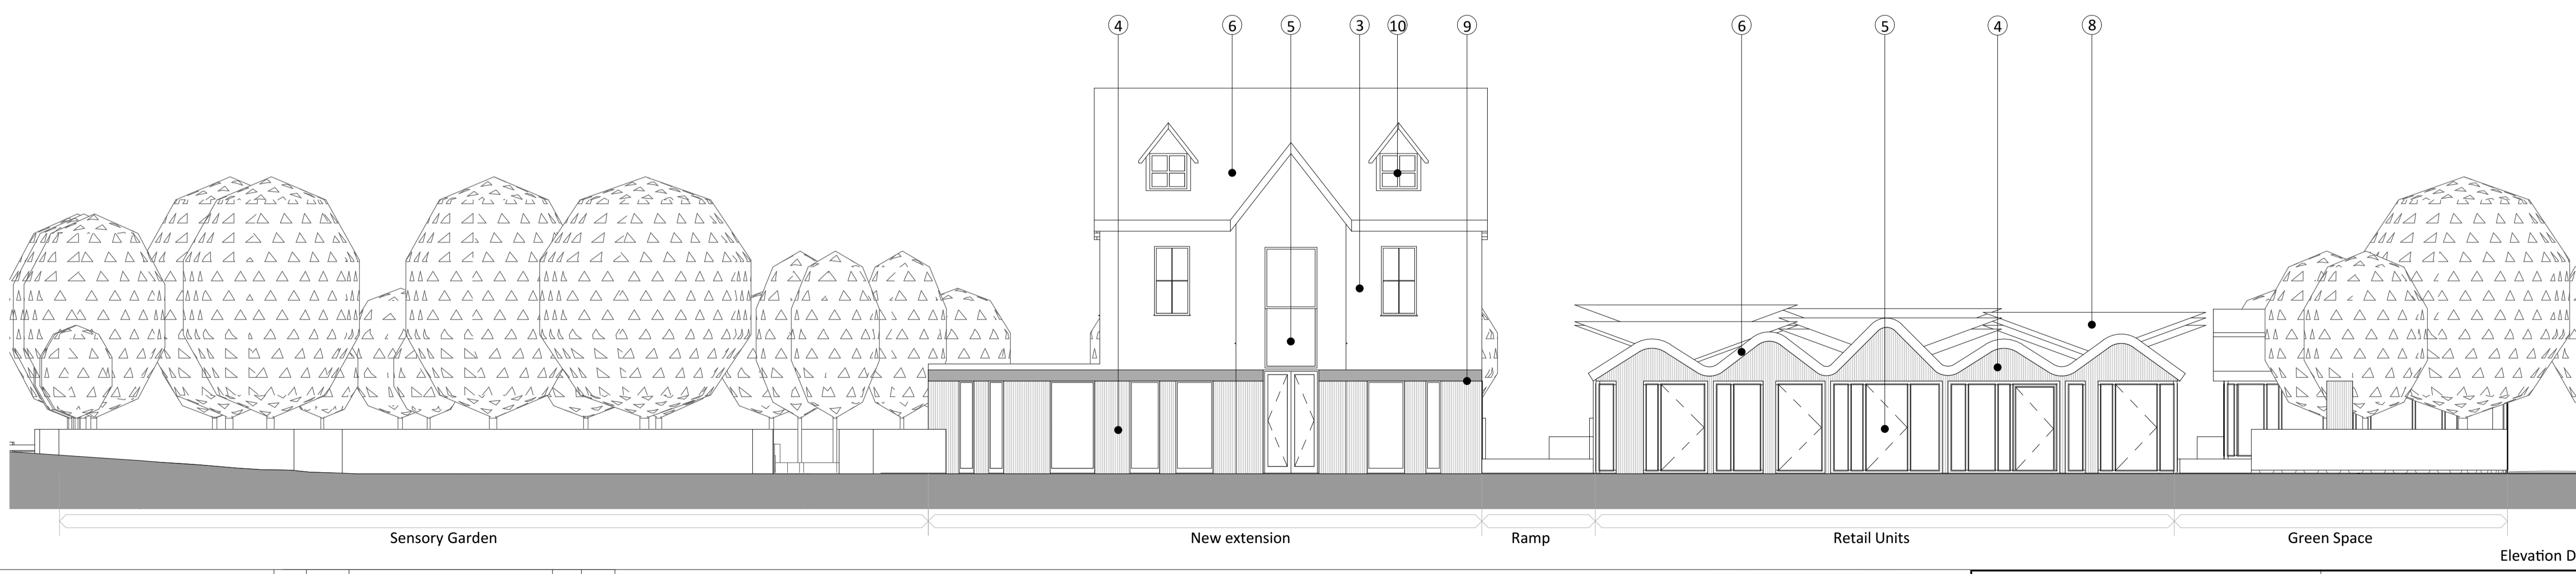 4 6 5 3 10 9 6 5 4 8
Sensory Garden New extension Ramp Retail Units Green Space
Elevation D